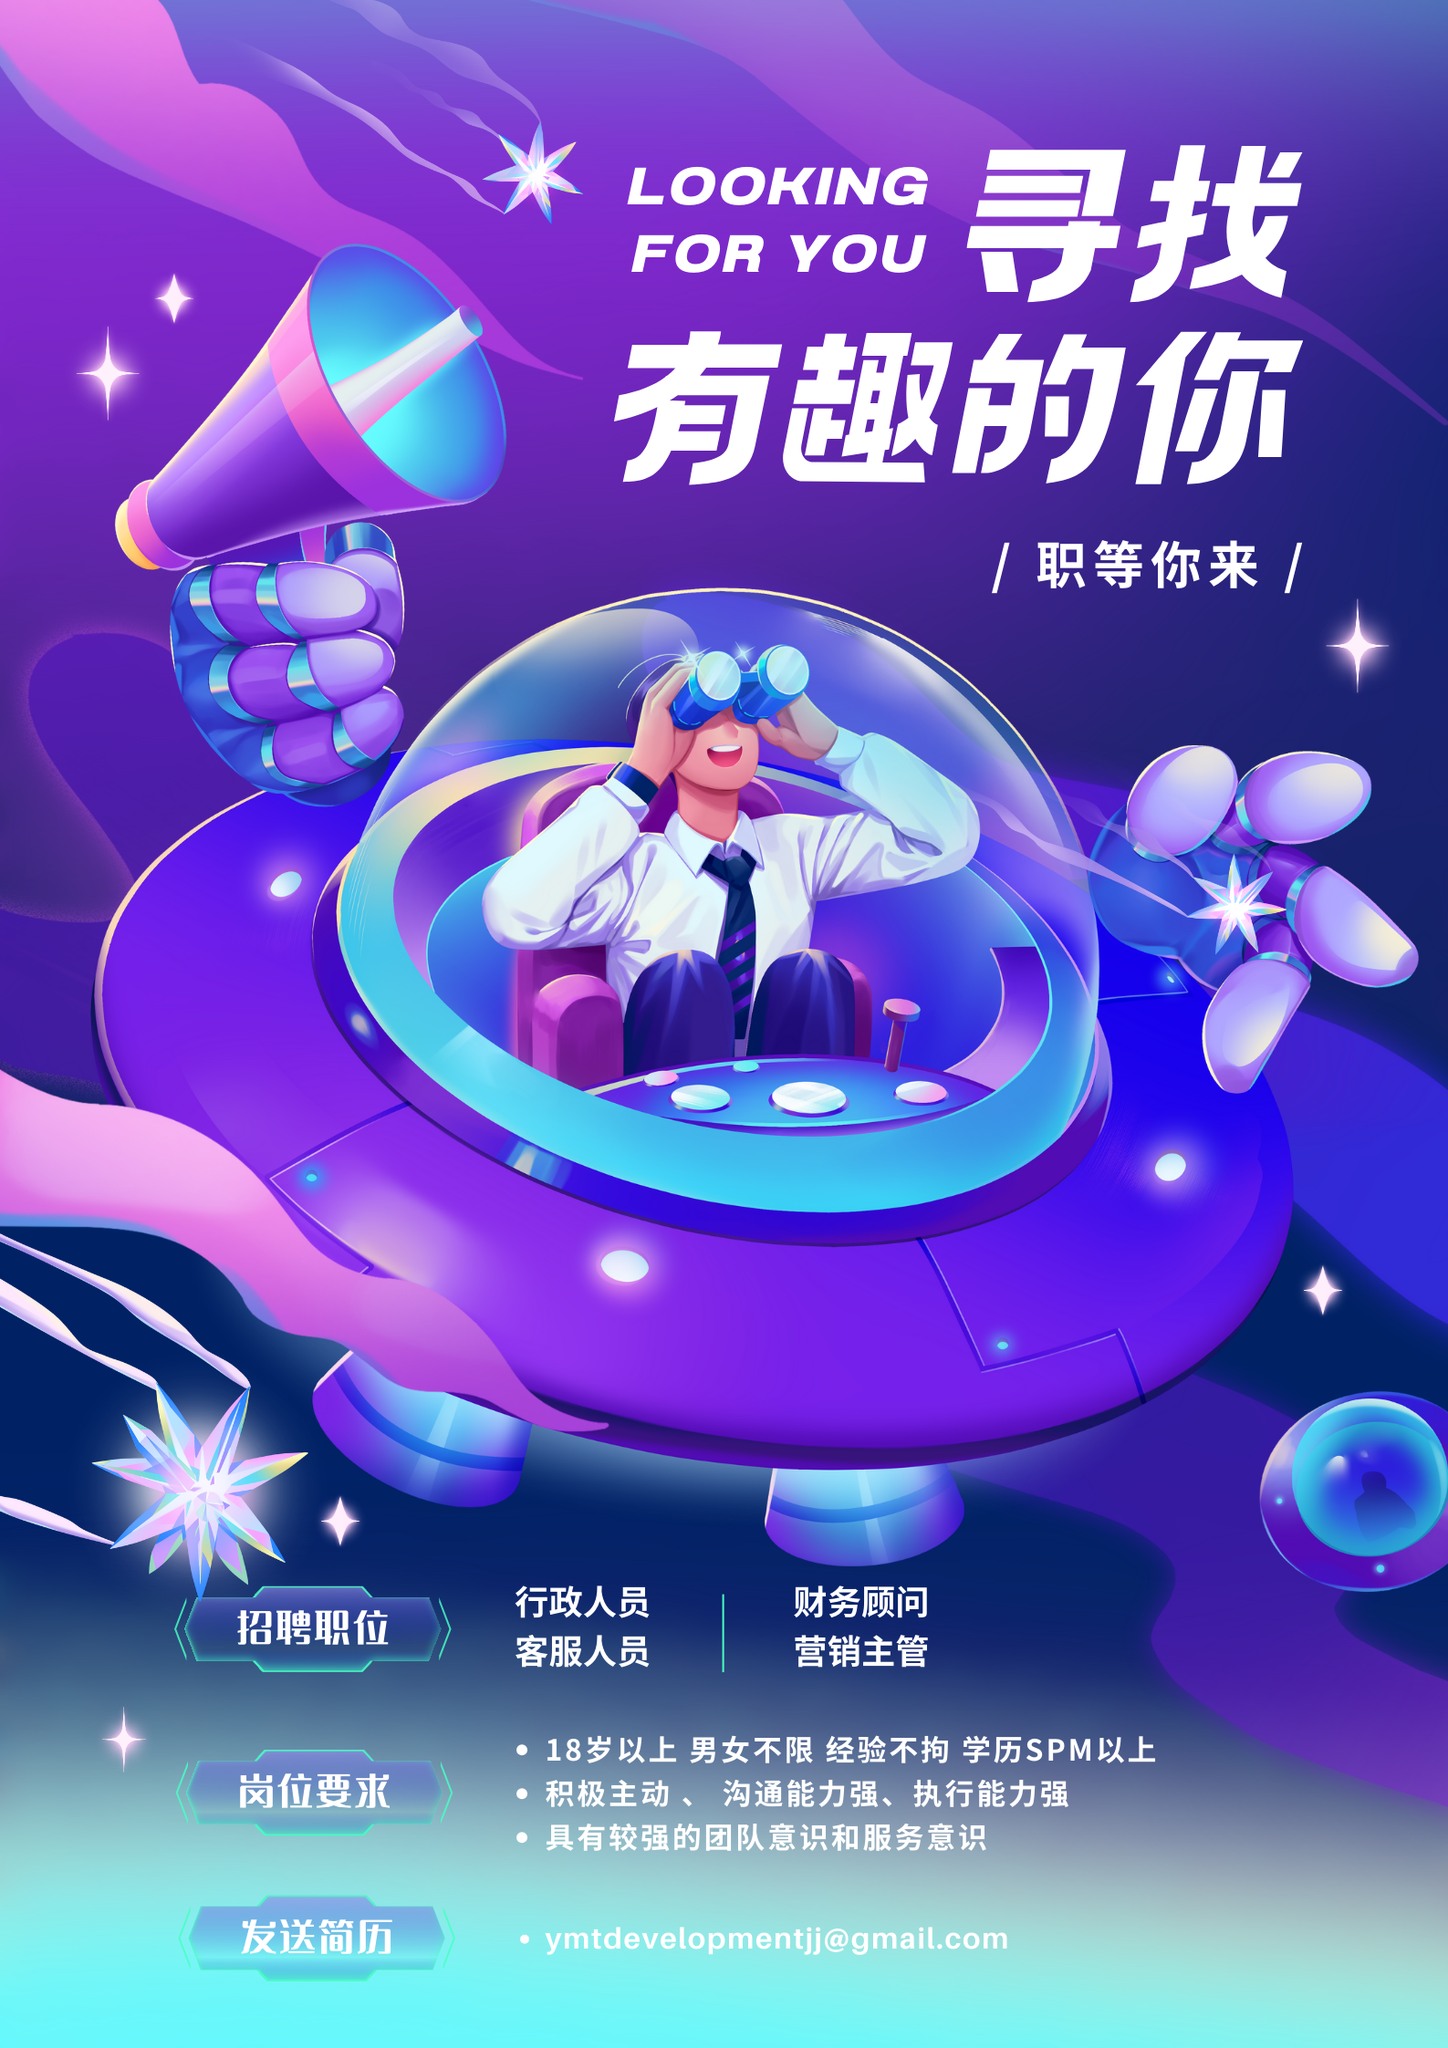 LOOKING
FOR YOU
寻找
有趣的你
/ 职等你来 /
招聘职位
行政人员
客服人员
财务顾问
营销主管
岗位要求
• 18岁以上 男女不限 经验不拘 学历SPM以上
• 积极主动 、 沟通能力强、执行能力强
• 具有较强的团队意识和服务意识
发送简历
• ymtdevelopmentjj@gmail.com